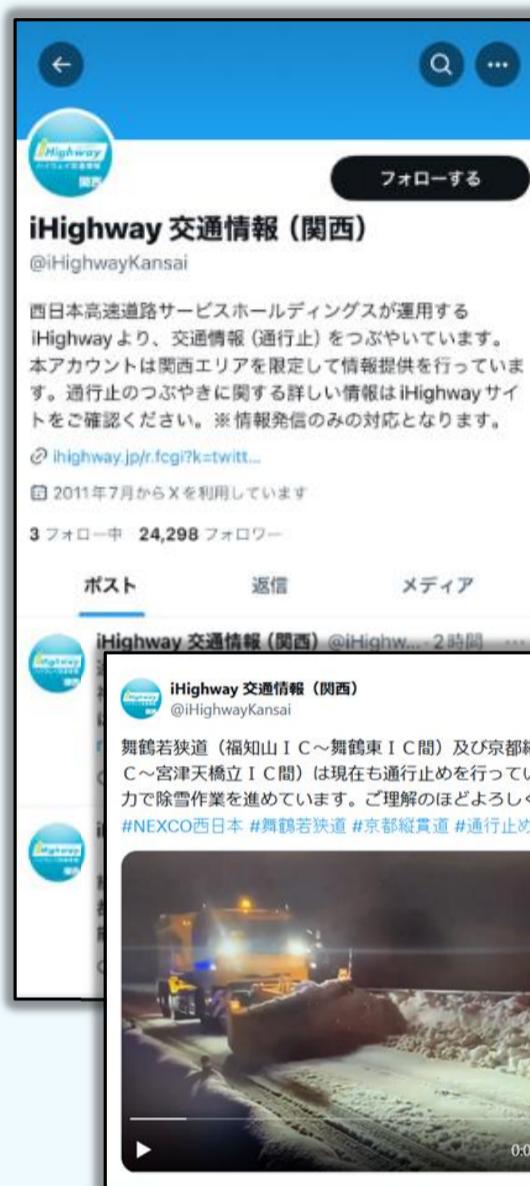 iHighway
関西
フォローする
iHighway 交通情報（関西）
@iHighwayKansai
西日本高速道路サービスホールディングスが運用する
iHighwayより、交通情報（通行止）をつぶやいています。
本アカウントは関西エリアを限定して情報提供を行っていま
す。通行止のつぶやきに関する詳しい情報はiHighwayサイ
トをご確認ください。※情報発信のみの対応となります。
ihighway.jp/r.fcgi?k=twitt...
2011年7月からXを利用しています
3 フォロー中 24,298 フォロワー
ポスト 返信 メディア
iHighway 交通情報（関西）@iHighw... · 2時間 ...
iHighway 交通情報（関西）
@iHighwayKansai
舞鶴若狭道（福知山ＩＣ～舞鶴東ＩＣ間）及び京都縦
Ｃ～宮津天橋立ＩＣ間）は現在も通行止めを行ってい
力で除雪作業を進めています。ご理解のほどよろしく
#NEXCO西日本 #舞鶴若狭道 #京都縦貫道 #通行止め